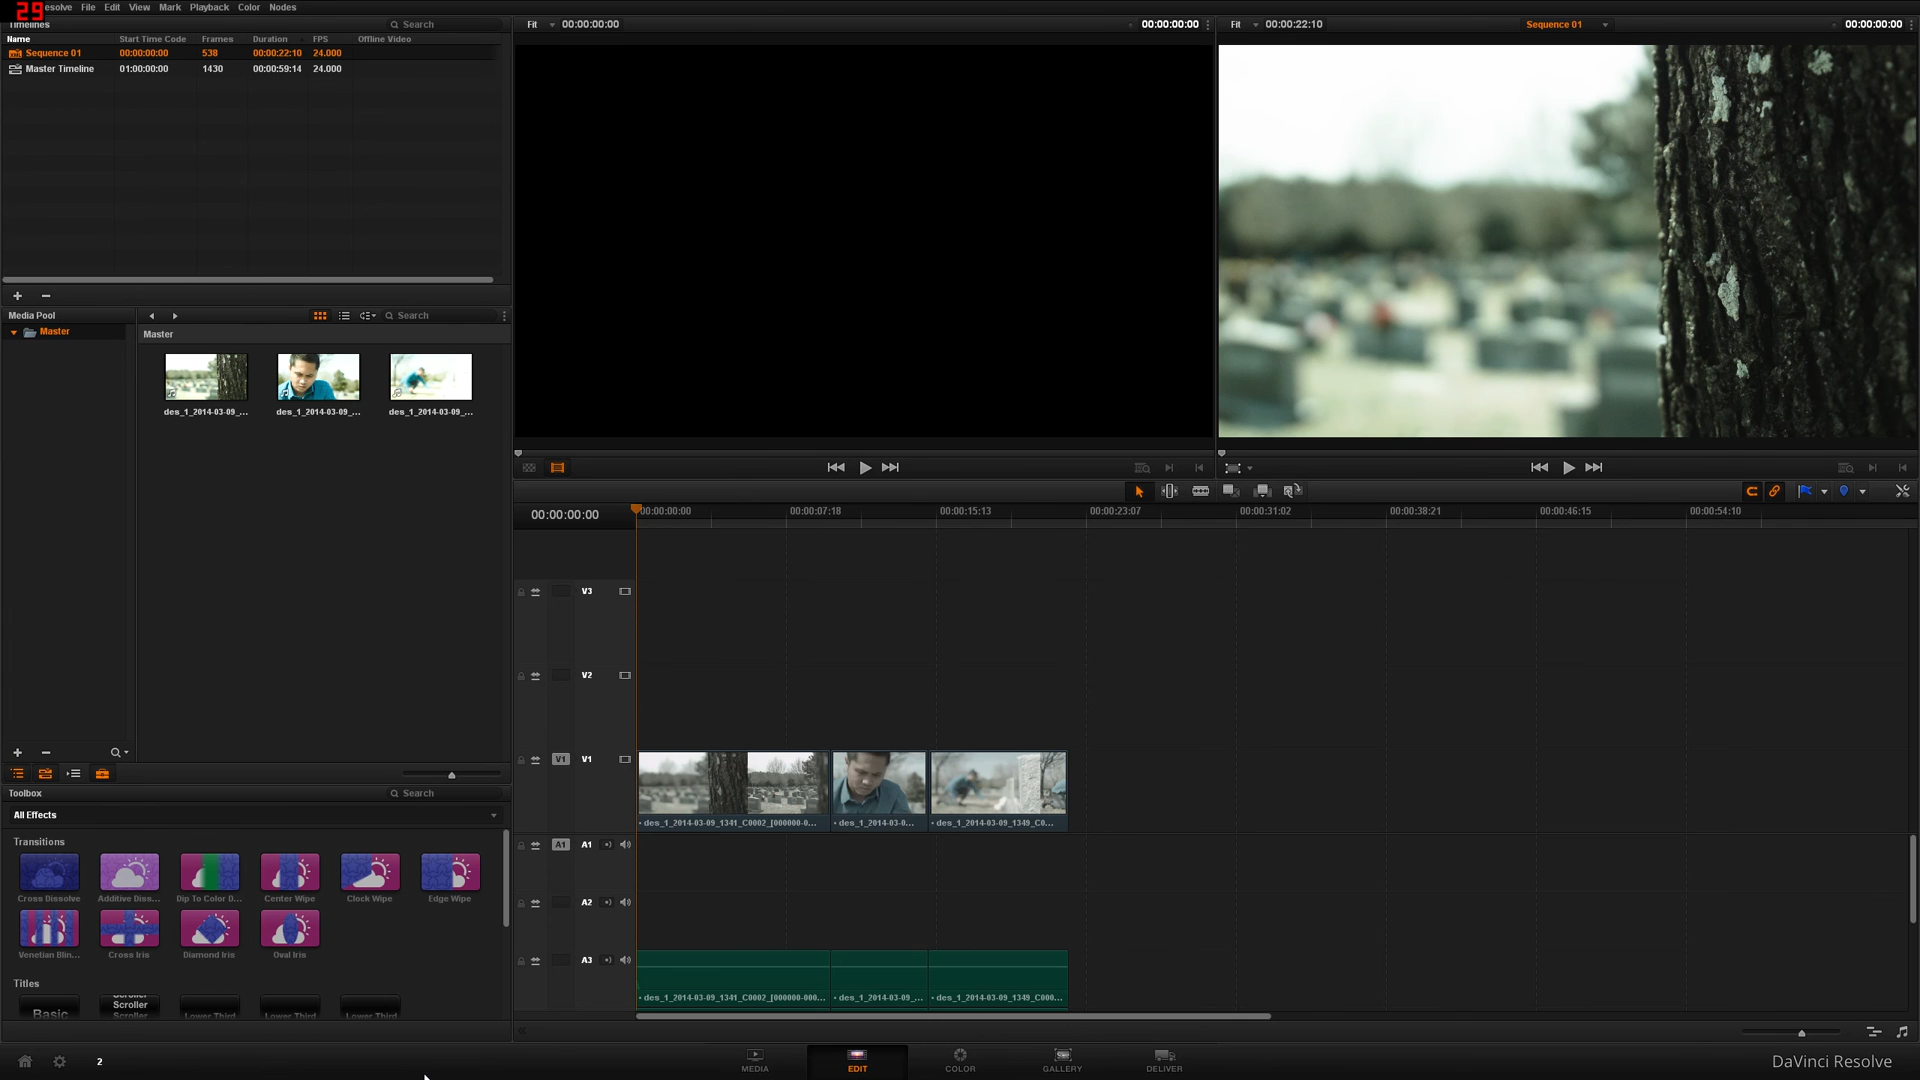 29
esolve File Edit View Mark Playback Color Nodes
Timelines Search
Name Start Time Code Frames Duration FPS Offline Video
Sequence 01 00:00:00:00 538 00:00:22:10 24.000
Master Timeline 01:00:00:00 1430 00:00:59:14 24.000
Fit 00:00:00:00 00:00:00:00
Fit 00:00:22:10 Sequence 01 00:00:00:00
Media Pool Search
Master
Master
des_1_2014-03-09_... des_1_2014-03-09_... des_1_2014-03-09_...
Toolbox Search
All Effects
Transitions
Cross Dissolve Additive Diss... Dip To Color D... Center Wipe Clock Wipe Edge Wipe
Venetian Blin... Cross Iris Diamond Iris Oval Iris
Titles
Basic Scroller Scroller Lower Third Lower Third Lower Third
00:00:00:00 00:00:00:00 00:00:07:18 00:00:15:13 00:00:23:07 00:00:31:02 00:00:38:21 00:00:46:15 00:00:54:10
V3
V2
V1 V1
des_1_2014-03-09_1341_C0002_[000000-0... des_1_2014-03-0... des_1_2014-03-09_1349_C0...
A1 A1
A2
A3
des_1_2014-03-09_1341_C0002_[000000-000... des_1_2014-03-09_... des_1_2014-03-09_1349_C000...
2
MEDIA EDIT COLOR GALLERY DELIVER
DaVinci Resolve